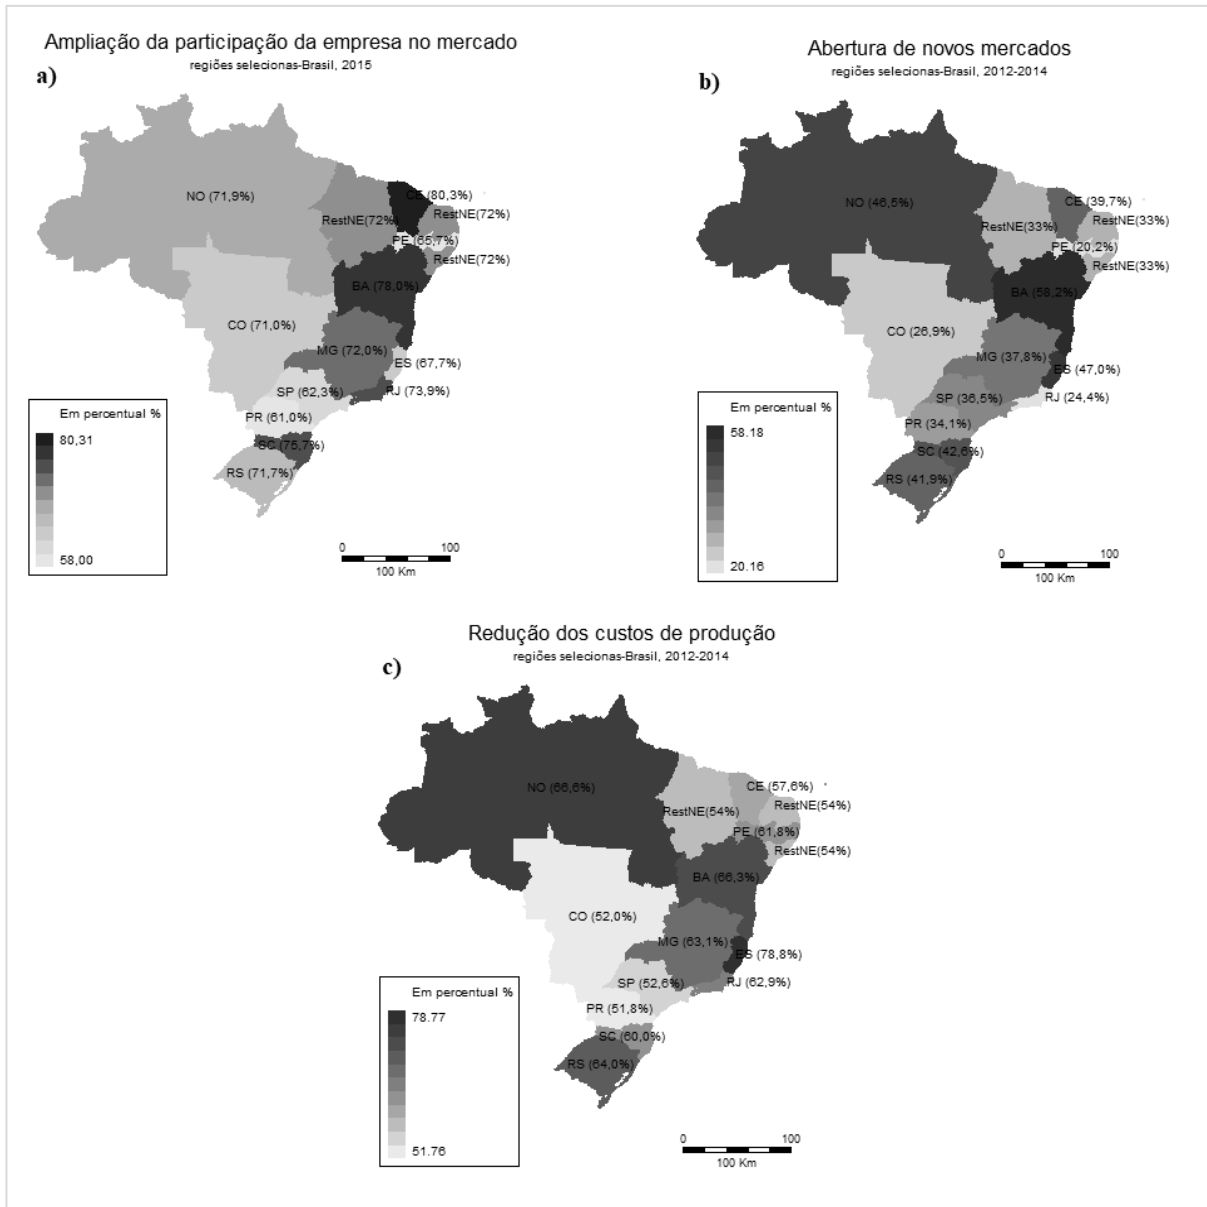 Ampliação da participação da empresa no mercado
regiões selecionas-Brasil, 2015
a)
NO (71,9%)
CE (80,3%)
RestNE(72%)
RestNE(72%)
PE (65,7%)
RestNE(72%)
BA (78,0%)
CO (71,0%)
MG (72,0%)
ES (67,7%)
SP (62,3%)
RJ (73,9%)
PR (61,0%)
SC (75,7%)
RS (71,7%)
Em percentual %
80,31
58,00
0 100
100 Km
Abertura de novos mercados
regiões selecionas-Brasil, 2012-2014
b)
NO (46,5%)
CE (39,7%)
RestNE(33%)
RestNE(33%)
PE (20,2%)
RestNE(33%)
BA (58,2%)
CO (26,9%)
MG (37,8%)
ES (47,0%)
SP (36,5%)
RJ (24,4%)
PR (34,1%)
SC (42,6%)
RS (41,9%)
Em percentual %
58.18
20.16
0 100
100 Km
Redução dos custos de produção
regiões selecionas-Brasil, 2012-2014
c)
NO (66,6%)
CE (57,6%)
RestNE(54%)
RestNE(54%)
PE (61,8%)
RestNE(54%)
BA (66,3%)
CO (52,0%)
MG (63,1%)
ES (78,8%)
SP (52,6%)
RJ (62,9%)
PR (51,8%)
SC (60,0%)
RS (64,0%)
Em percentual %
78.77
51.76
0 100
100 Km